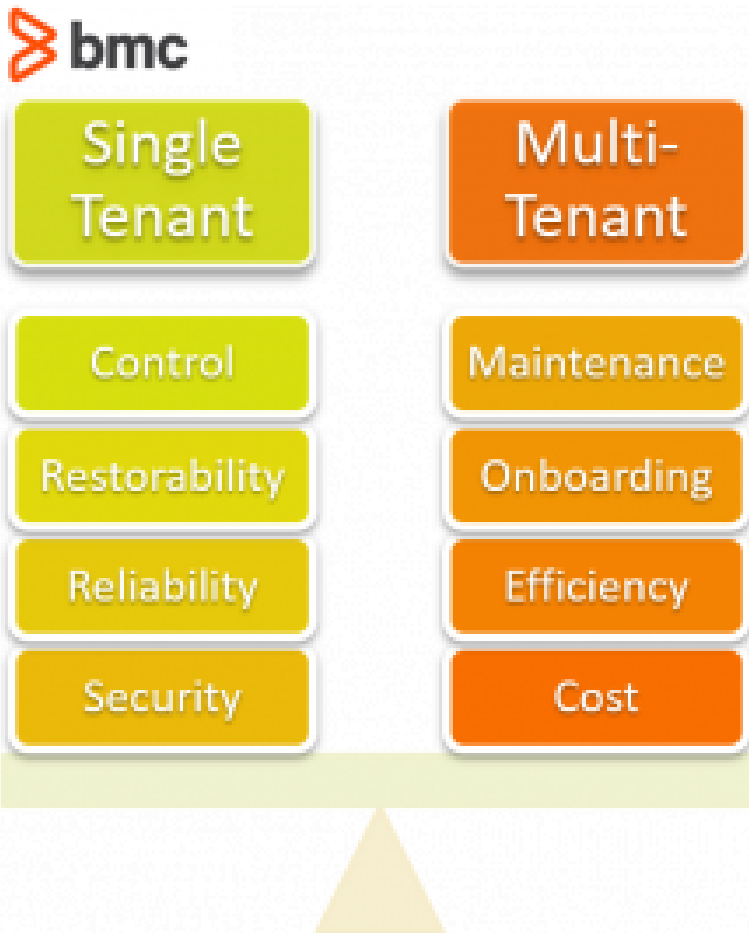 bmc
Single
Tenant
Multi-
Tenant
Control
Restorability
Reliability
Security
Maintenance
Onboarding
Efficiency
Cost